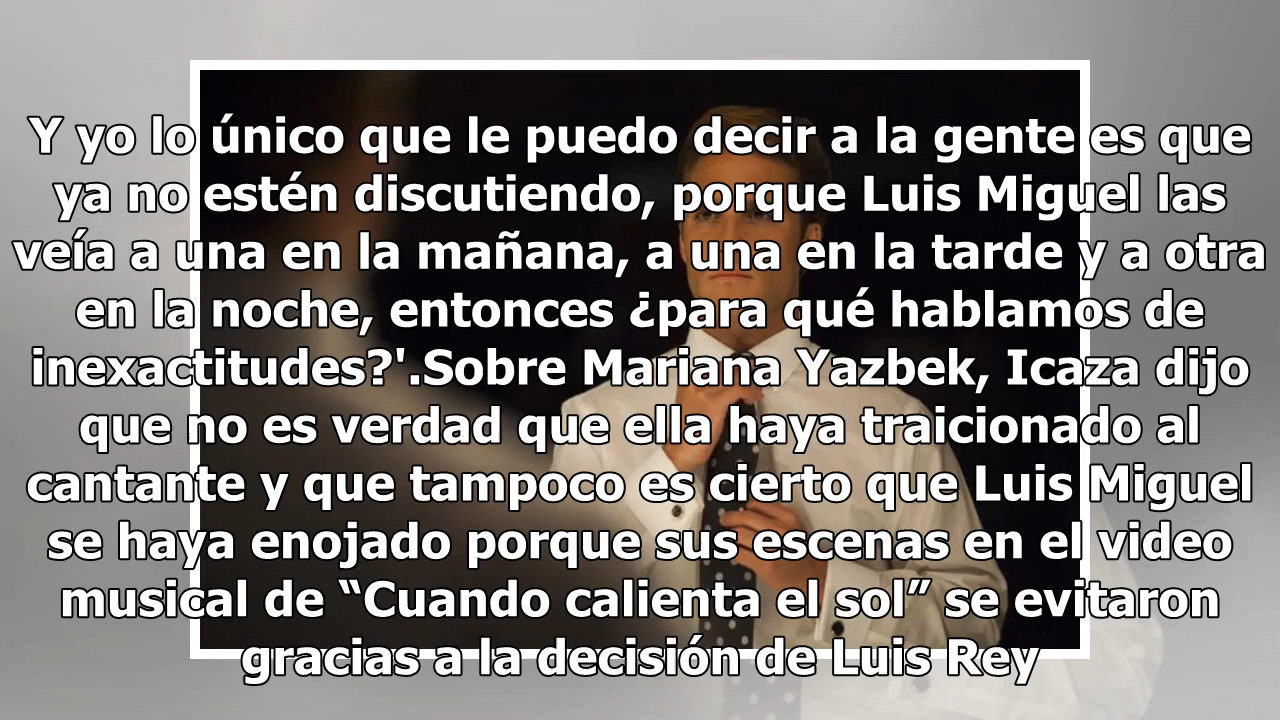 Y yo lo único que le puedo decir a la gente es que
ya no estén discutiendo, porque Luis Miguel las
veía a una en la mañana, a una en la tarde y a otra
en la noche, entonces ¿para qué hablamos de
inexactitudes?'.Sobre Mariana Yazbek, Icaza dijo
que no es verdad que ella haya traicionado al
cantante y que tampoco es cierto que Luis Miguel
se haya enojado porque sus escenas en el video
musical de “Cuando calienta el sol” se evitaron
gracias a la decisión de Luis Rey